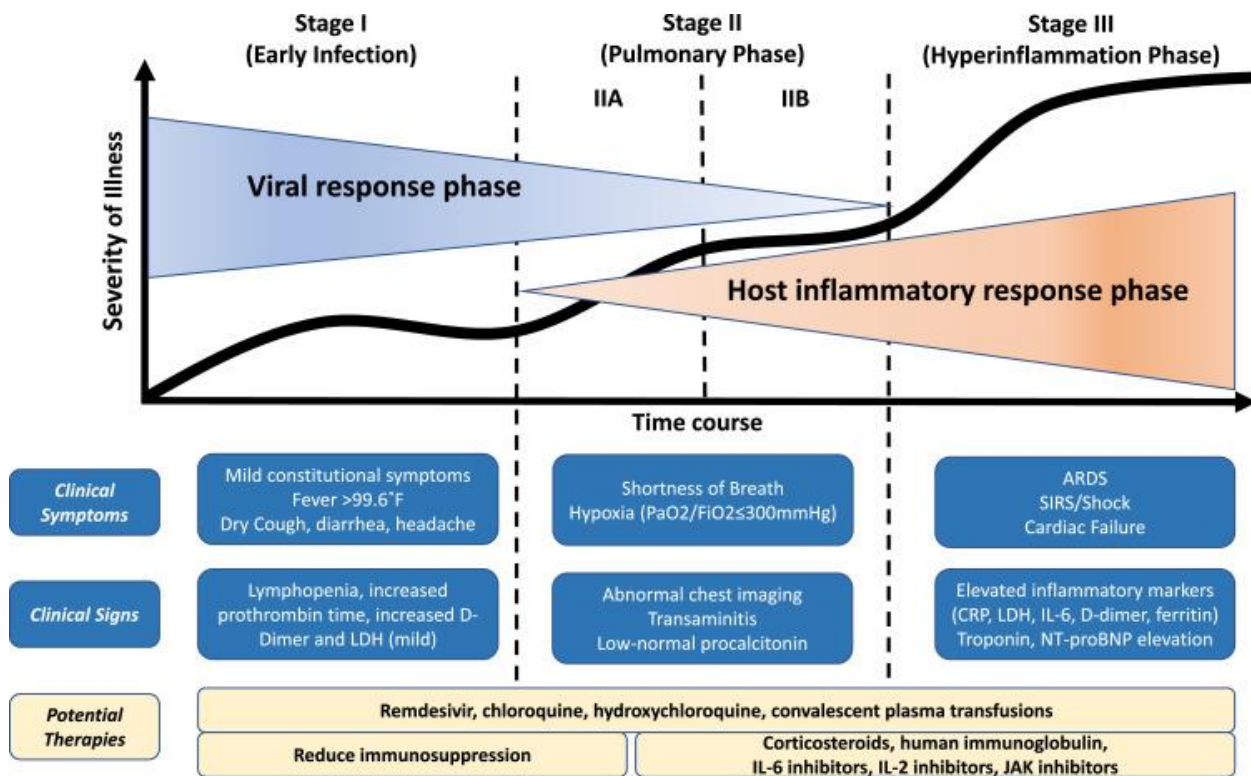 Stage I
(Early Infection)
Stage II
(Pulmonary Phase)
Stage III
(Hyperinflammation Phase)
IIA
IIB
Severity of Illness
Viral response phase
Host inflammatory response phase
Time course
Clinical
Symptoms
Mild constitutional symptoms
Fever >99.6°F
Dry Cough, diarrhea, headache
Shortness of Breath
Hypoxia (PaO2/FiO2≤300mmHg)
ARDS
SIRS/Shock
Cardiac Failure
Clinical Signs
Lymphopenia, increased
prothrombin time, increased D-
Dimer and LDH (mild)
Abnormal chest imaging
Transaminitis
Low-normal procalcitonin
Elevated inflammatory markers
(CRP, LDH, IL-6, D-dimer, ferritin)
Troponin, NT-proBNP elevation
Potential
Therapies
Remdesivir, chloroquine, hydroxychloroquine, convalescent plasma transfusions
Reduce immunosuppression
Corticosteroids, human immunoglobulin,
IL-6 inhibitors, IL-2 inhibitors, JAK inhibitors